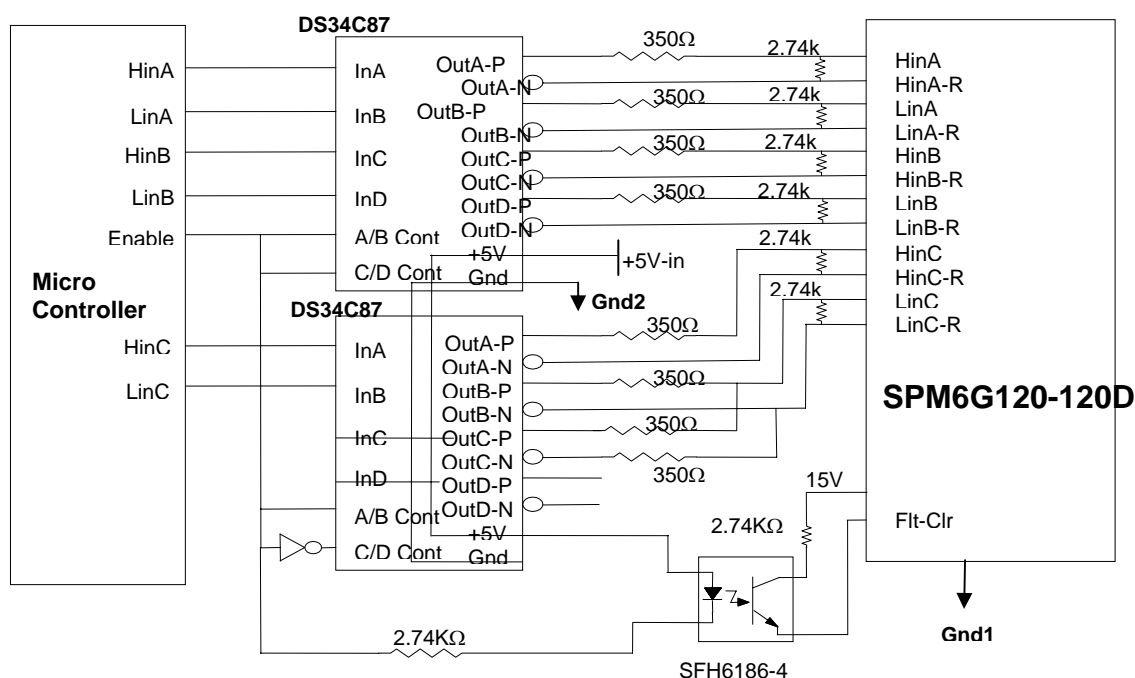 DS34C87
Micro
Controller
HinA
LinA
HinB
LinB
Enable
HinC
LinC
InA
InB
InC
InD
A/B Cont
C/D Cont
OutA-P
OutA-N
OutB-P
OutB-N
OutC-P
OutC-N
OutD-P
OutD-N
+5V
Gnd
350Ω
350Ω
350Ω
350Ω
2.74k
2.74k
2.74k
2.74k
2.74k
2.74k
+5V-in
Gnd2
DS34C87
InA
InB
InC
InD
A/B Cont
C/D Cont
OutA-P
OutA-N
OutB-P
OutB-N
OutC-P
OutC-N
OutD-P
OutD-N
+5V
Gnd
350Ω
350Ω
350Ω
350Ω
HinA
HinA-R
LinA
LinA-R
HinB
HinB-R
LinB
LinB-R
HinC
HinC-R
LinC
LinC-R
SPM6G120-120D
15V
Flt-Clr
2.74KΩ
Gnd1
2.74KΩ
SFH6186-4